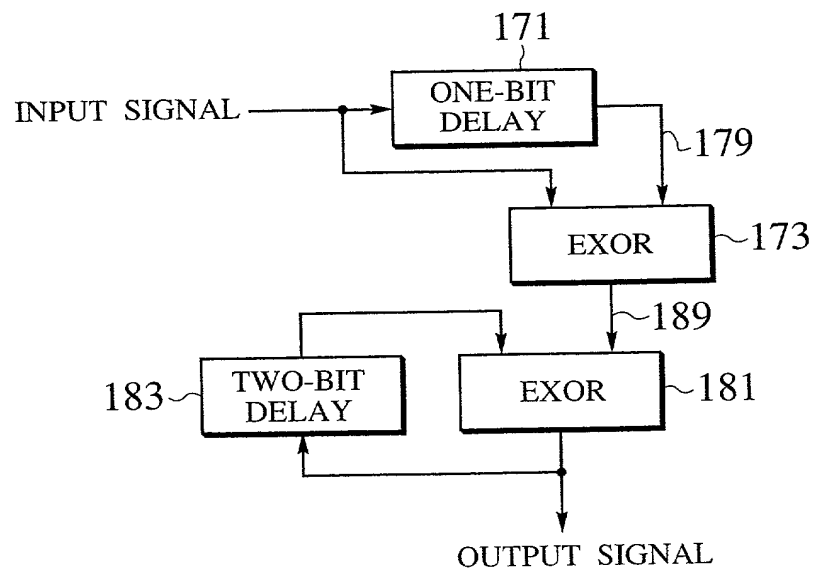 171
INPUT SIGNAL
ONE-BIT
DELAY
179
EXOR
173
189
183
TWO-BIT
DELAY
EXOR
181
OUTPUT SIGNAL